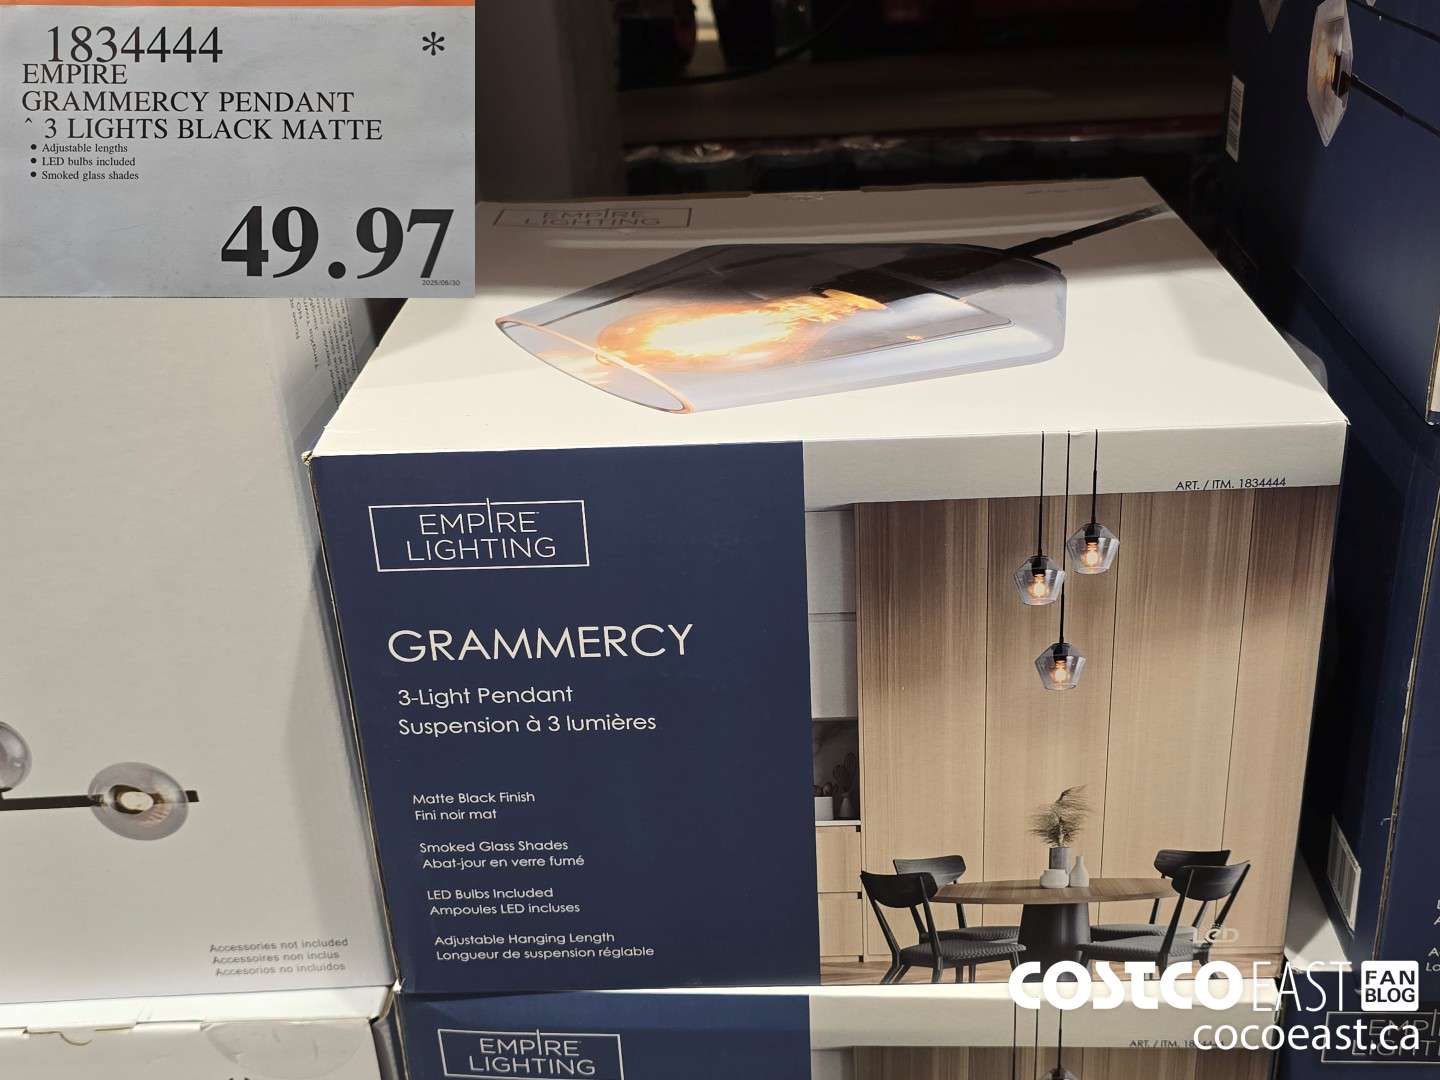 1834444 *
EMPIRE
GRAMMERCY PENDANT
^ 3 LIGHTS BLACK MATTE
• Adjustable lengths
• LED bulbs included
• Smoked glass shades
49.97
EMPIRE
LIGHTING
ART. / ITM. 1834444
EMPIRE
LIGHTING
GRAMMERCY
3-Light Pendant
Suspension à 3 lumières
Matte Black Finish
Fini noir mat
Smoked Glass Shades
Abat-jour en verre fumé
LED Bulbs Included
Ampoules LED incluses
Adjustable Hanging Length
Longueur de suspension réglable
LED
Accessories not included
Accessoires non inclus
Accesorios no incluidos
EMPIRE
LIGHTING
ART. / ITM.
COSTCO EAST FAN
BLOG
cocoeast.ca